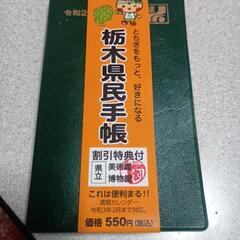 令和2
とちぎをもっと、好きになる
栃木県民手帳
割引特典付
県立
美術館
博物館
これは便利まる!!
週間カレンダー
令和3年3月まで対応。
価格 550円(税込)